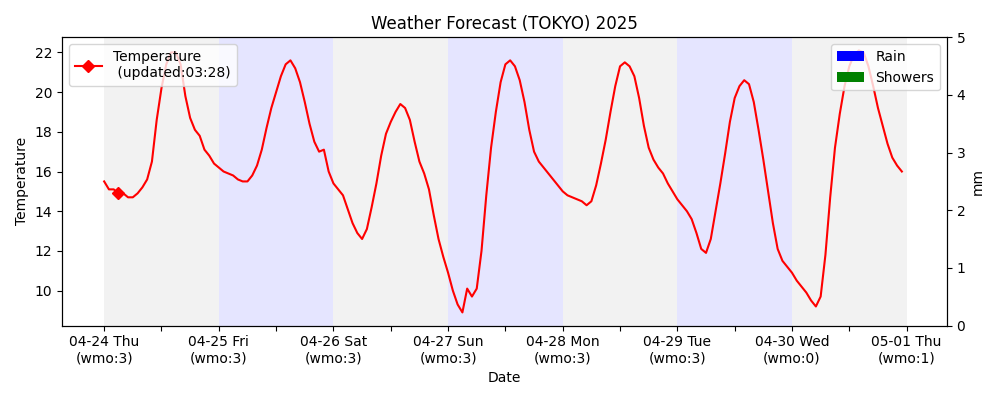 Weather Forecast (TOKYO) 2025
Temperature
(updated:03:28)
Rain
Showers
22
20
18
16
14
12
10
Temperature
5
4
3
2
1
0
mm
04-24 Thu
(wmo:3)
04-25 Fri
(wmo:3)
04-26 Sat
(wmo:3)
04-27 Sun
(wmo:3)
04-28 Mon
(wmo:3)
04-29 Tue
(wmo:3)
04-30 Wed
(wmo:0)
05-01 Thu
(wmo:1)
Date